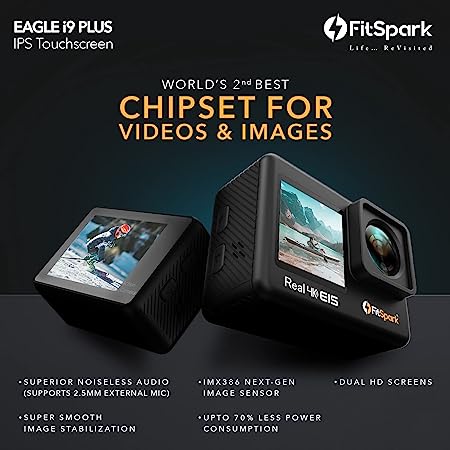 EAGLE i9 PLUS
IPS Touchscreen
FitSpark
Life... ReVisited
WORLD'S 2nd BEST
CHIPSET FOR
VIDEOS & IMAGES
Real 4K EIS
FitSpark
•SUPERIOR NOISELESS AUDIO
(SUPPORTS 2.5MM EXTERNAL MIC)
•SUPER SMOOTH
IMAGE STABILIZATION
•IMX386 NEXT-GEN
IMAGE SENSOR
•UPTO 70% LESS POWER
CONSUMPTION
•DUAL HD SCREENS